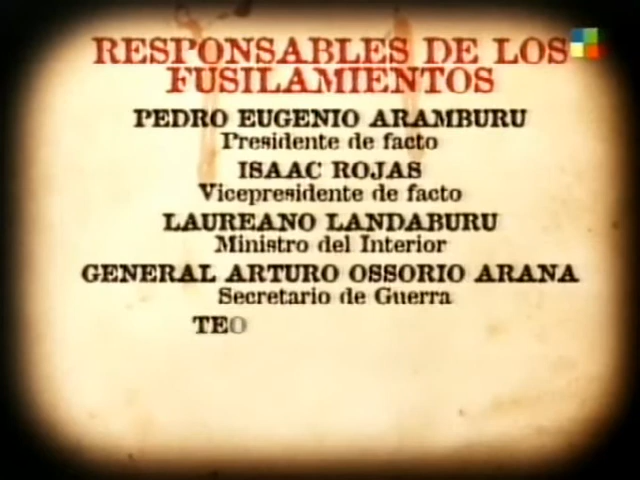 RESPONSABLES DE LOS
FUSILAMIENTOS
PEDRO EUGENIO ARAMBURU
Presidente de facto
ISAAC ROJAS
Vicepresidente de facto
LAUREANO LANDABURU
Ministro del Interior
GENERAL ARTURO OSSORIO ARANA
Secretario de Guerra
TEO